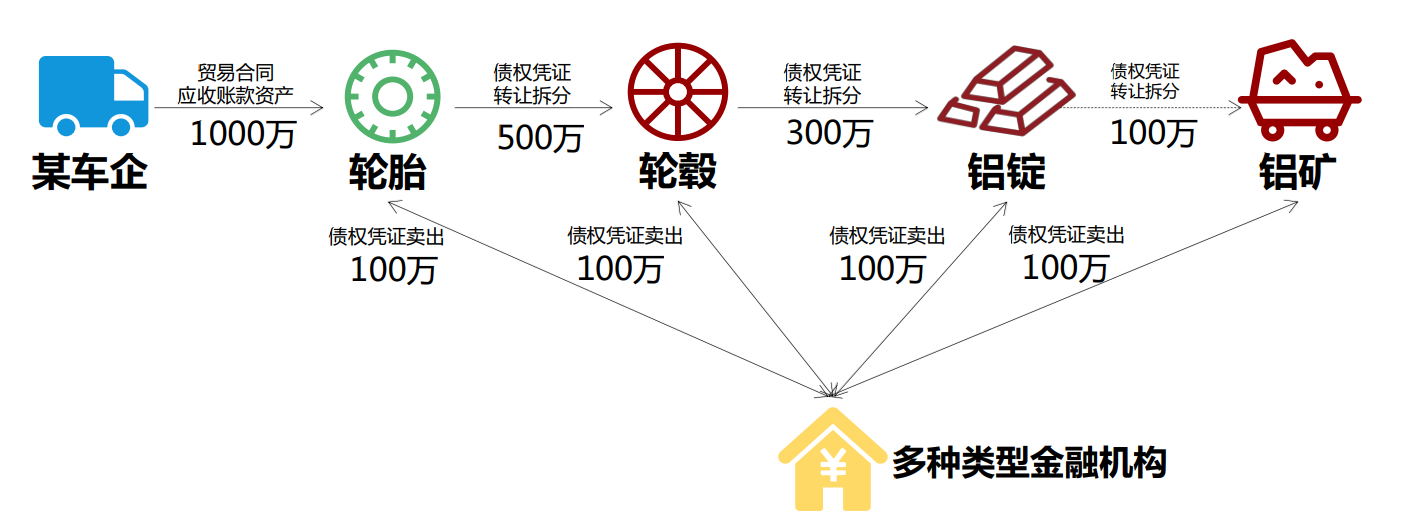 贸易合同
应收账款资产
1000万
债权凭证
转让拆分
500万
债权凭证
转让拆分
300万
债权凭证
转让拆分
100万
某车企
轮胎
轮毂
铝锭
铝矿
债权凭证卖出
100万
债权凭证卖出
100万
债权凭证卖出
100万
债权凭证卖出
100万
¥
多种类型金融机构